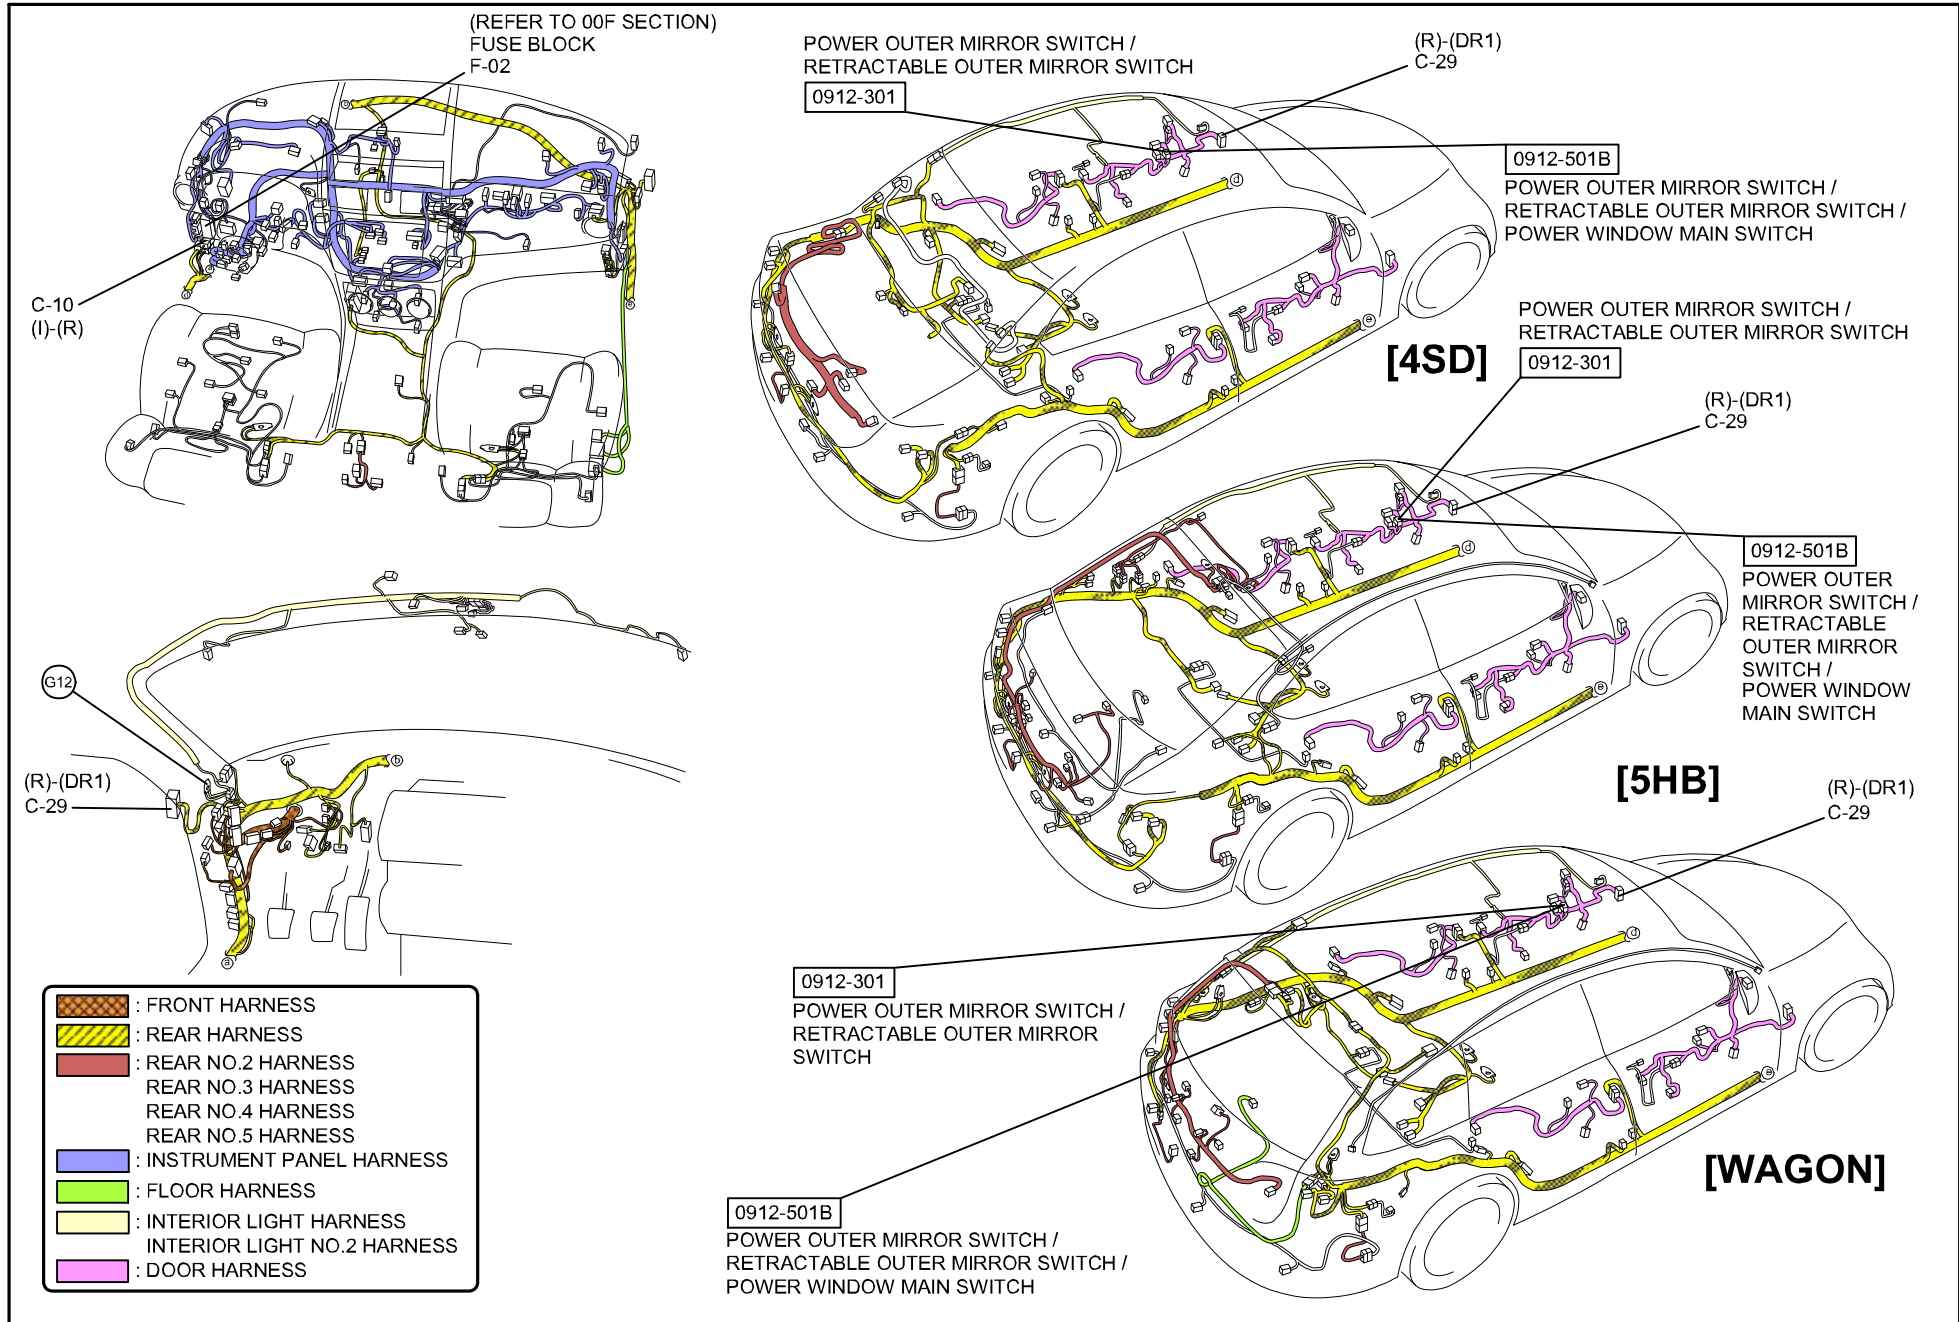 (REFER TO 00F SECTION)
FUSE BLOCK
F-02
C-10
(I)-(R)
POWER OUTER MIRROR SWITCH /
RETRACTABLE OUTER MIRROR SWITCH
0912-301
(R)-(DR1)
C-29
0912-501B
POWER OUTER MIRROR SWITCH /
RETRACTABLE OUTER MIRROR SWITCH /
POWER WINDOW MAIN SWITCH
[4SD]
POWER OUTER MIRROR SWITCH /
RETRACTABLE OUTER MIRROR SWITCH
0912-301
(R)-(DR1)
C-29
0912-501B
POWER OUTER
MIRROR SWITCH /
RETRACTABLE
OUTER MIRROR
SWITCH /
POWER WINDOW
MAIN SWITCH
[5HB]
G12
(R)-(DR1)
C-29
(R)-(DR1)
C-29
0912-301
POWER OUTER MIRROR SWITCH /
RETRACTABLE OUTER MIRROR
SWITCH
0912-501B
POWER OUTER MIRROR SWITCH /
RETRACTABLE OUTER MIRROR SWITCH /
POWER WINDOW MAIN SWITCH
[WAGON]
: FRONT HARNESS
: REAR HARNESS
: REAR NO.2 HARNESS
REAR NO.3 HARNESS
REAR NO.4 HARNESS
REAR NO.5 HARNESS
: INSTRUMENT PANEL HARNESS
: FLOOR HARNESS
: INTERIOR LIGHT HARNESS
INTERIOR LIGHT NO.2 HARNESS
: DOOR HARNESS